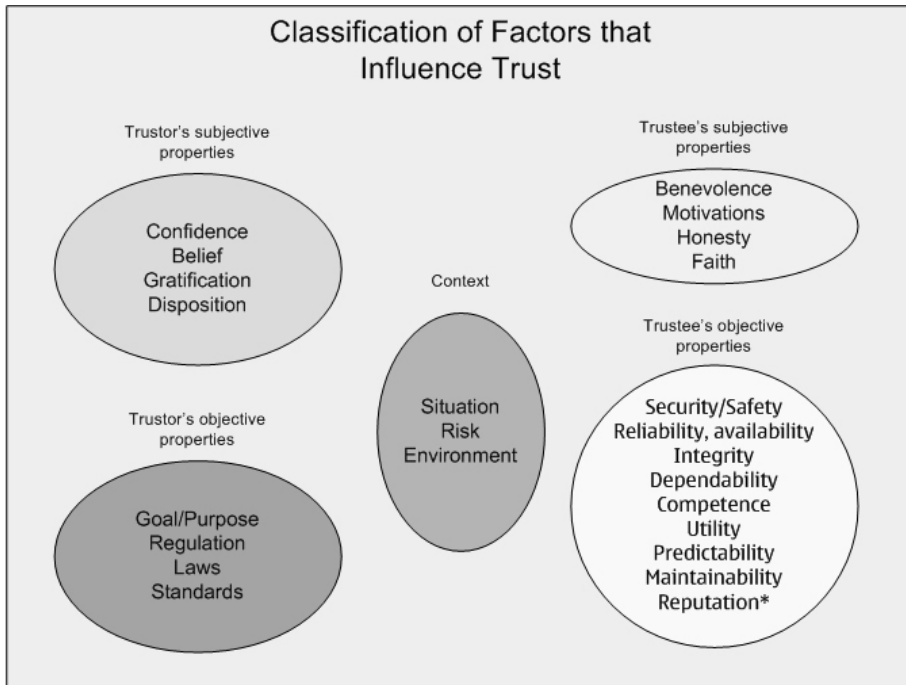 Classification of Factors that
Influence Trust
Trustor's subjective
properties
Confidence
Belief
Gratification
Disposition
Trustor's objective
properties
Goal/Purpose
Regulation
Laws
Standards
Context
Situation
Risk
Environment
Trustee's subjective
properties
Benevolence
Motivations
Honesty
Faith
Trustee's objective
properties
Security/Safety
Reliability, availability
Integrity
Dependability
Competence
Utility
Predictability
Maintainability
Reputation*